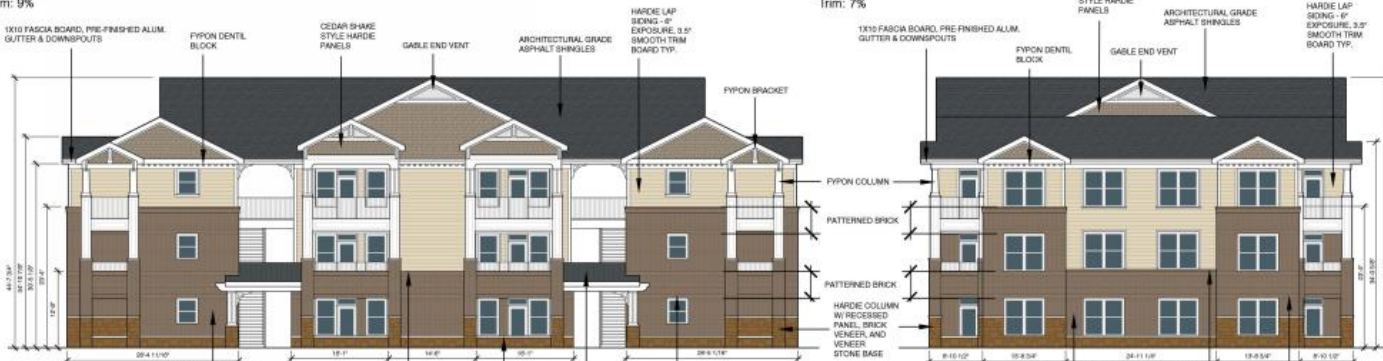 m: 9%
1X10 FASCIA BOARD, PRE-FINISHED ALUM.
GUTTER & DOWNSPOUTS
FYPON DENTIL
BLOCK
CEDAR SHAKE
STYLE HARDIE
PANELS
GABLE END VENT
ARCHITECTURAL GRADE
ASPHALT SHINGLES
HARDIE LAP
SIDING - 6"
EXPOSURE, 3.5"
SMOOTH TRIM
BOARD TYP.
FYPON BRACKET
Trim: 7%
1X10 FASCIA BOARD, PRE-FINISHED ALUM.
GUTTER & DOWNSPOUTS
FYPON DENTIL
BLOCK
STYLE HARDIE
PANELS
GABLE END VENT
ARCHITECTURAL GRADE
ASPHALT SHINGLES
HARDIE LAP
SIDING - 6"
EXPOSURE, 3.5"
SMOOTH TRIM
BOARD TYP.
FYPON COLUMN
PATTERNED BRICK
PATTERNED BRICK
HARDIE COLUMN
W/ RECESSED
PANEL, BRICK
VENEER, AND
VENEER
STONE BASE
24'-11 1/4"